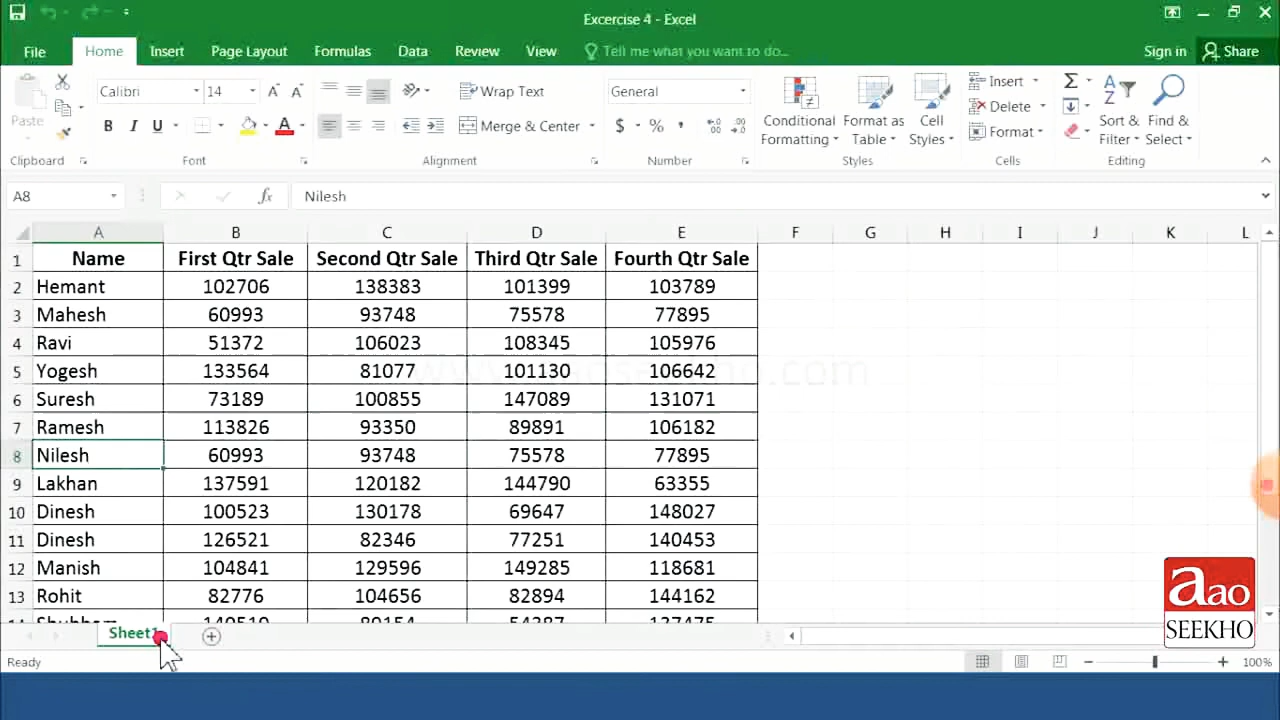 Excercise 4 - Excel
File Home Insert Page Layout Formulas Data Review View Tell me what you want to do... Sign in Share
Calibri 14 Wrap Text General Insert
Paste B I U Merge & Center $ % , Conditional Formatting Format as Table Cell Styles Delete Format Σ Sort & Filter Find & Select
Clipboard Font Alignment Number Styles Cells Editing
A8 fx Nilesh
A B C D E F G H I J K L
1 Name First Qtr Sale Second Qtr Sale Third Qtr Sale Fourth Qtr Sale
2 Hemant 102706 138383 101399 103789
3 Mahesh 60993 93748 75578 77895
4 Ravi 51372 106023 108345 105976
5 Yogesh 133564 81077 101130 106642
6 Suresh 73189 100855 147089 131071
7 Ramesh 113826 93350 89891 106182
8 Nilesh 60993 93748 75578 77895
9 Lakhan 137591 120182 144790 63355
10 Dinesh 100523 130178 69647 148027
11 Dinesh 126521 82346 77251 140453
12 Manish 104841 129596 149285 118681
13 Rohit 82776 104656 82894 144162
Sheet1
aao
SEEKHO
Ready 100%